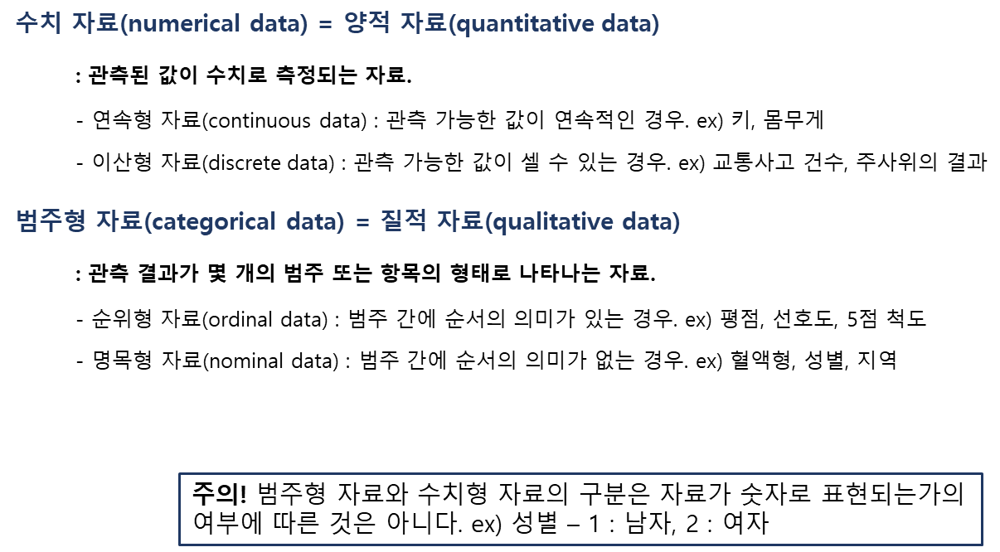 수치 자료(numerical data) = 양적 자료(quantitative data)
: 관측된 값이 수치로 측정되는 자료.
- 연속형 자료(continuous data) : 관측 가능한 값이 연속적인 경우. ex) 키, 몸무게
- 이산형 자료(discrete data) : 관측 가능한 값이 셀 수 있는 경우. ex) 교통사고 건수, 주사위의 결과
범주형 자료(categorical data) = 질적 자료(qualitative data)
: 관측 결과가 몇 개의 범주 또는 항목의 형태로 나타나는 자료.
- 순위형 자료(ordinal data) : 범주 간에 순서의 의미가 있는 경우. ex) 평점, 선호도, 5점 척도
- 명목형 자료(nominal data) : 범주 간에 순서의 의미가 없는 경우. ex) 혈액형, 성별, 지역
주의! 범주형 자료와 수치형 자료의 구분은 자료가 숫자로 표현되는가의
여부에 따른 것은 아니다. ex) 성별 – 1 : 남자, 2 : 여자